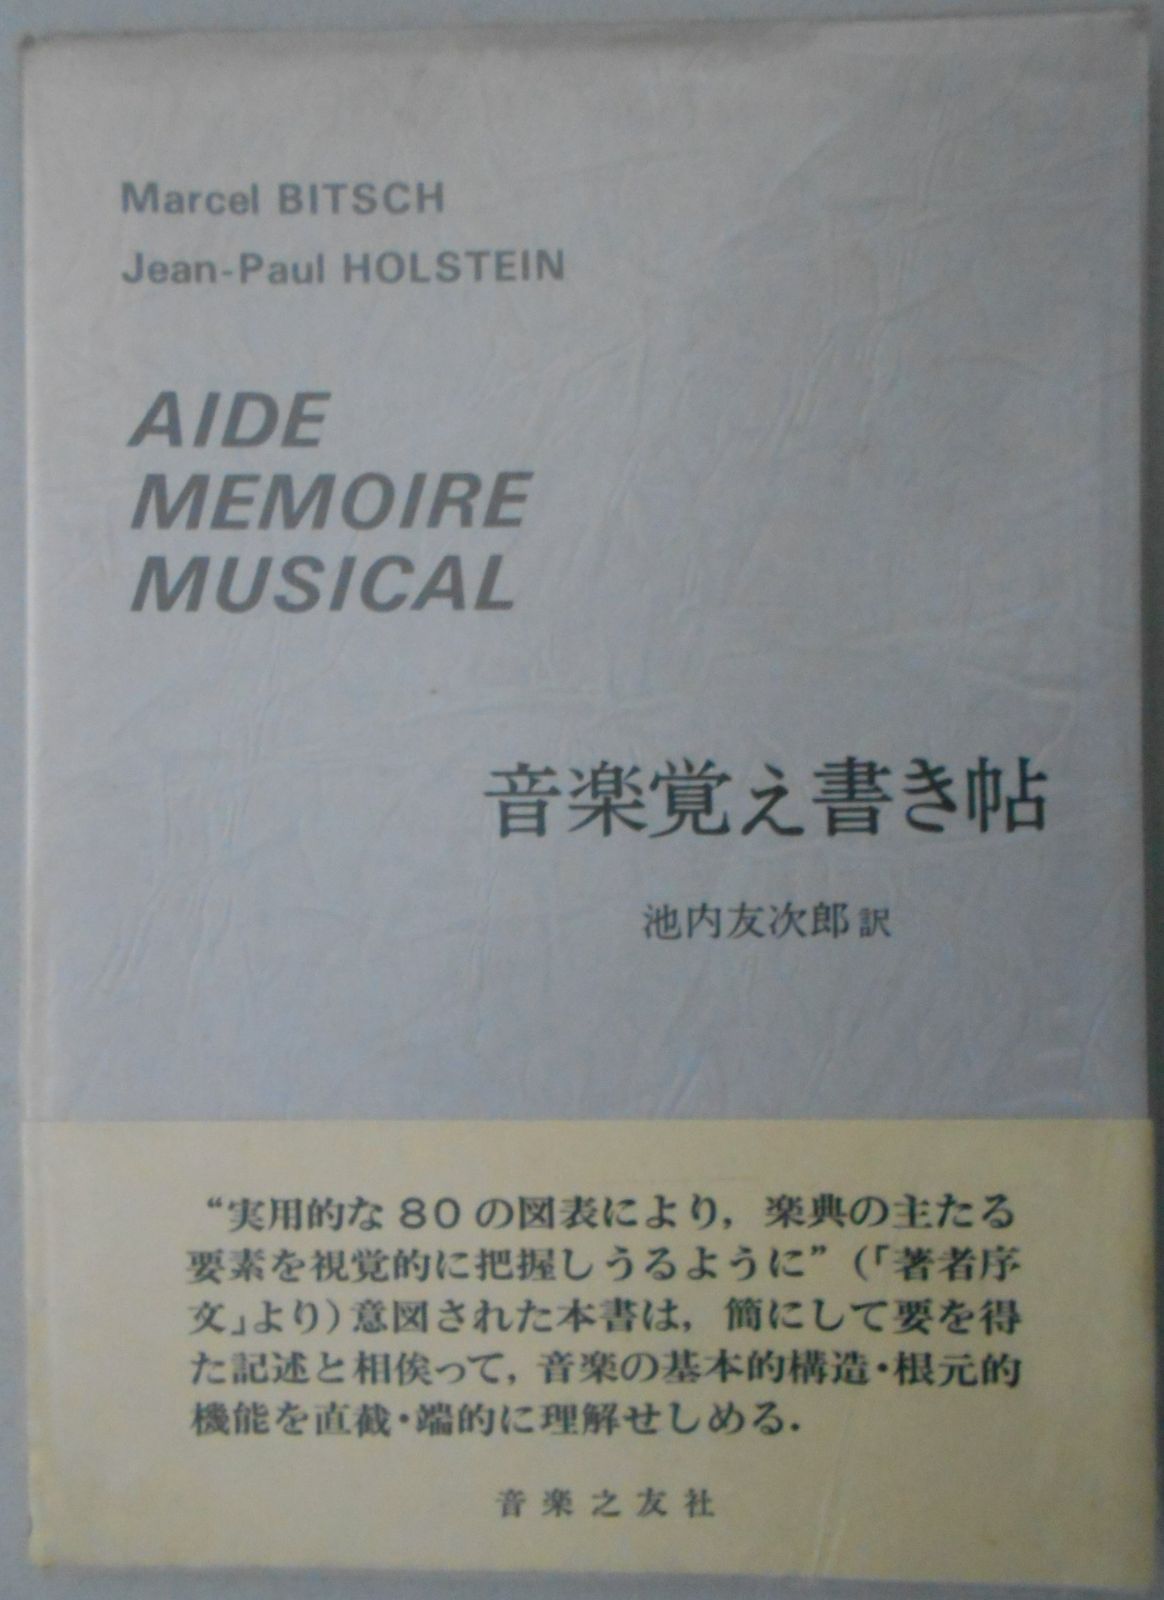 Marcel BITSCH
Jean-Paul HOLSTEIN
AIDE
MEMOIRE
MUSICAL
音楽覚え書き帖
池内友次郎 訳
“実用的な 80 の図表により，楽典の主たる
要素を視覚的に把握しうるように”(｢著者序
文｣より)意図された本書は，簡にして要を得
た記述と相俟って，音楽の基本的構造・根元的
機能を直截・端的に理解せしめる．
音楽之友社